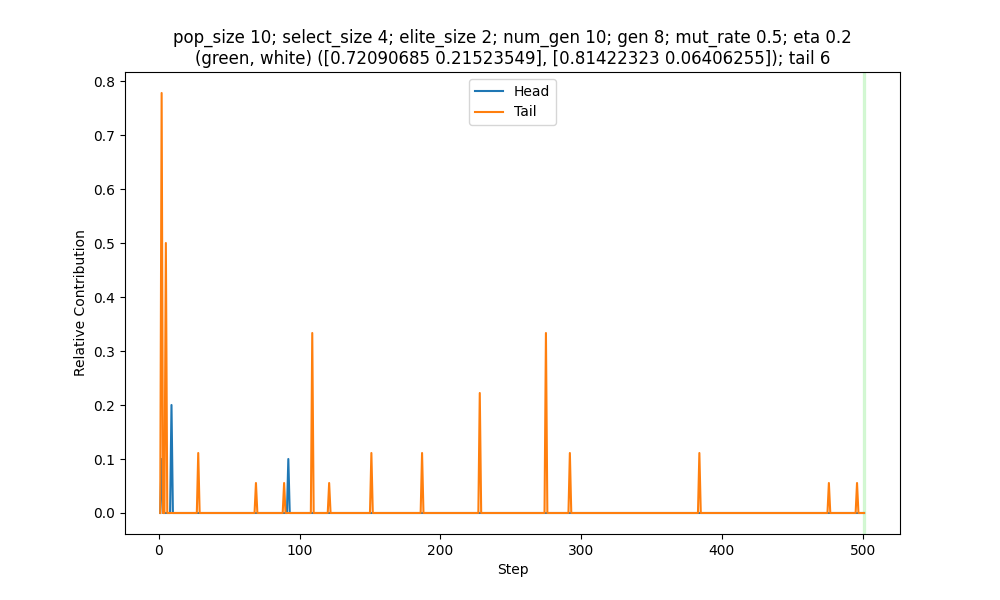 pop_size 10; select_size 4; elite_size 2; num_gen 10; gen 8; mut_rate 0.5; eta 0.2
(green, white) ([0.72090685 0.21523549], [0.81422323 0.06406255]); tail 6
Head
Tail
0.8
0.7
0.6
0.5
0.4
0.3
0.2
0.1
0.0
Relative Contribution
0
100
200
300
400
500
Step